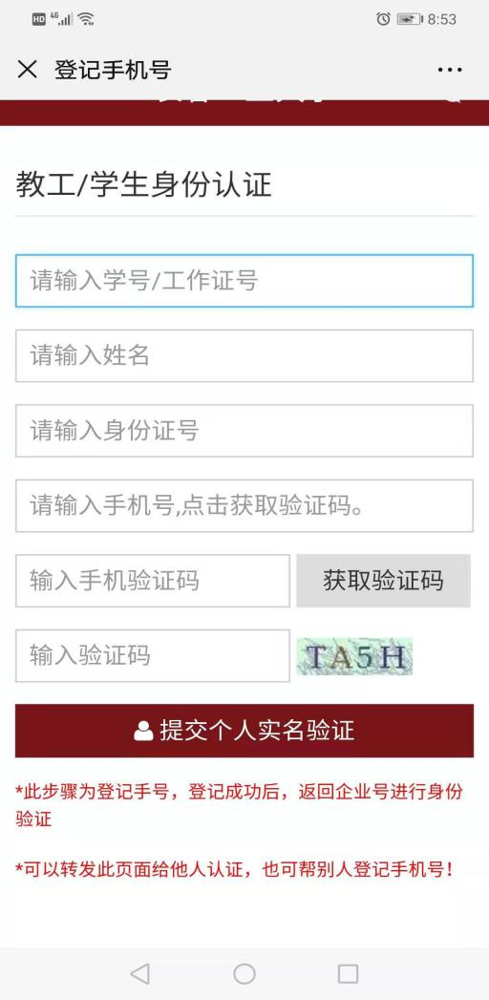 HD 4G 8:53
登记手机号
教工/学生身份认证
请输入学号/工作证号
请输入姓名
请输入身份证号
请输入手机号,点击获取验证码。
输入手机验证码 获取验证码
输入验证码 TA5H
提交个人实名验证
*此步骤为登记手号，登记成功后，返回企业号进行身份
验证
*可以转发此页面给他人认证，也可帮别人登记手机号！